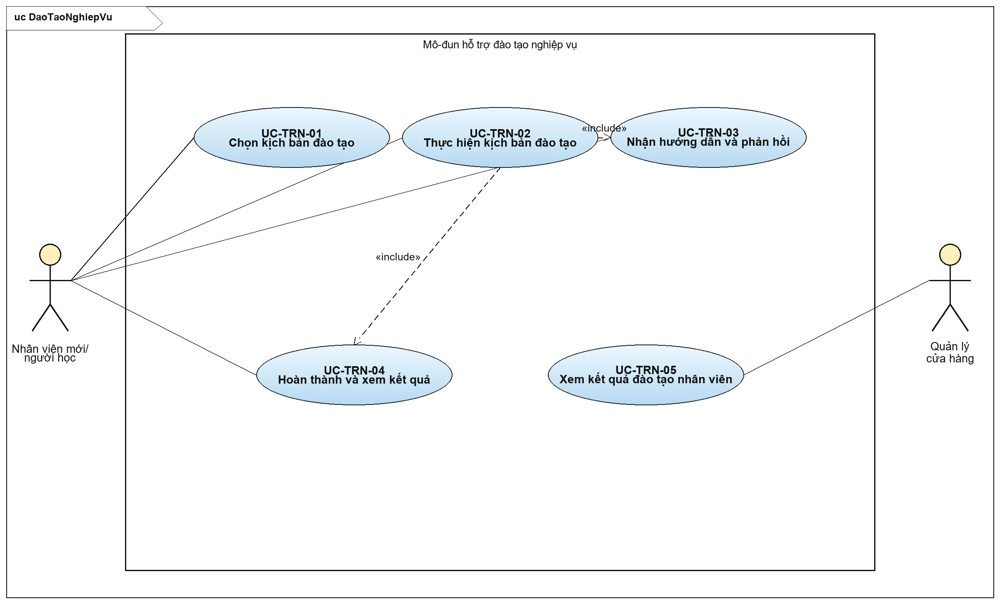 uc DaoTaoNghiepVu
Mô-đun hỗ trợ đào tạo nghiệp vụ
UC-TRN-01
Chọn kịch bản đào tạo
UC-TRN-02
Thực hiện kịch bản đào tạo
«include»
UC-TRN-03
Nhận hướng dẫn và phản hồi
«include»
Nhân viên mới/
người học
Quản lý
cửa hàng
UC-TRN-04
Hoàn thành và xem kết quả
UC-TRN-05
Xem kết quả đào tạo nhân viên